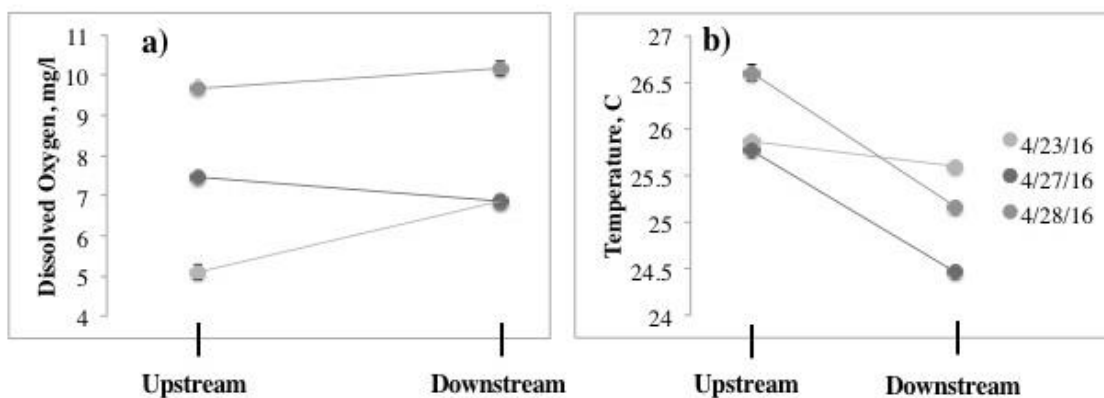 a)
Dissolved Oxygen, mg/l
11
10
9
8
7
6
5
4
Upstream
Downstream
b)
Temperature, C
27
26.5
26
25.5
25
24.5
24
Upstream
Downstream
4/23/16
4/27/16
4/28/16